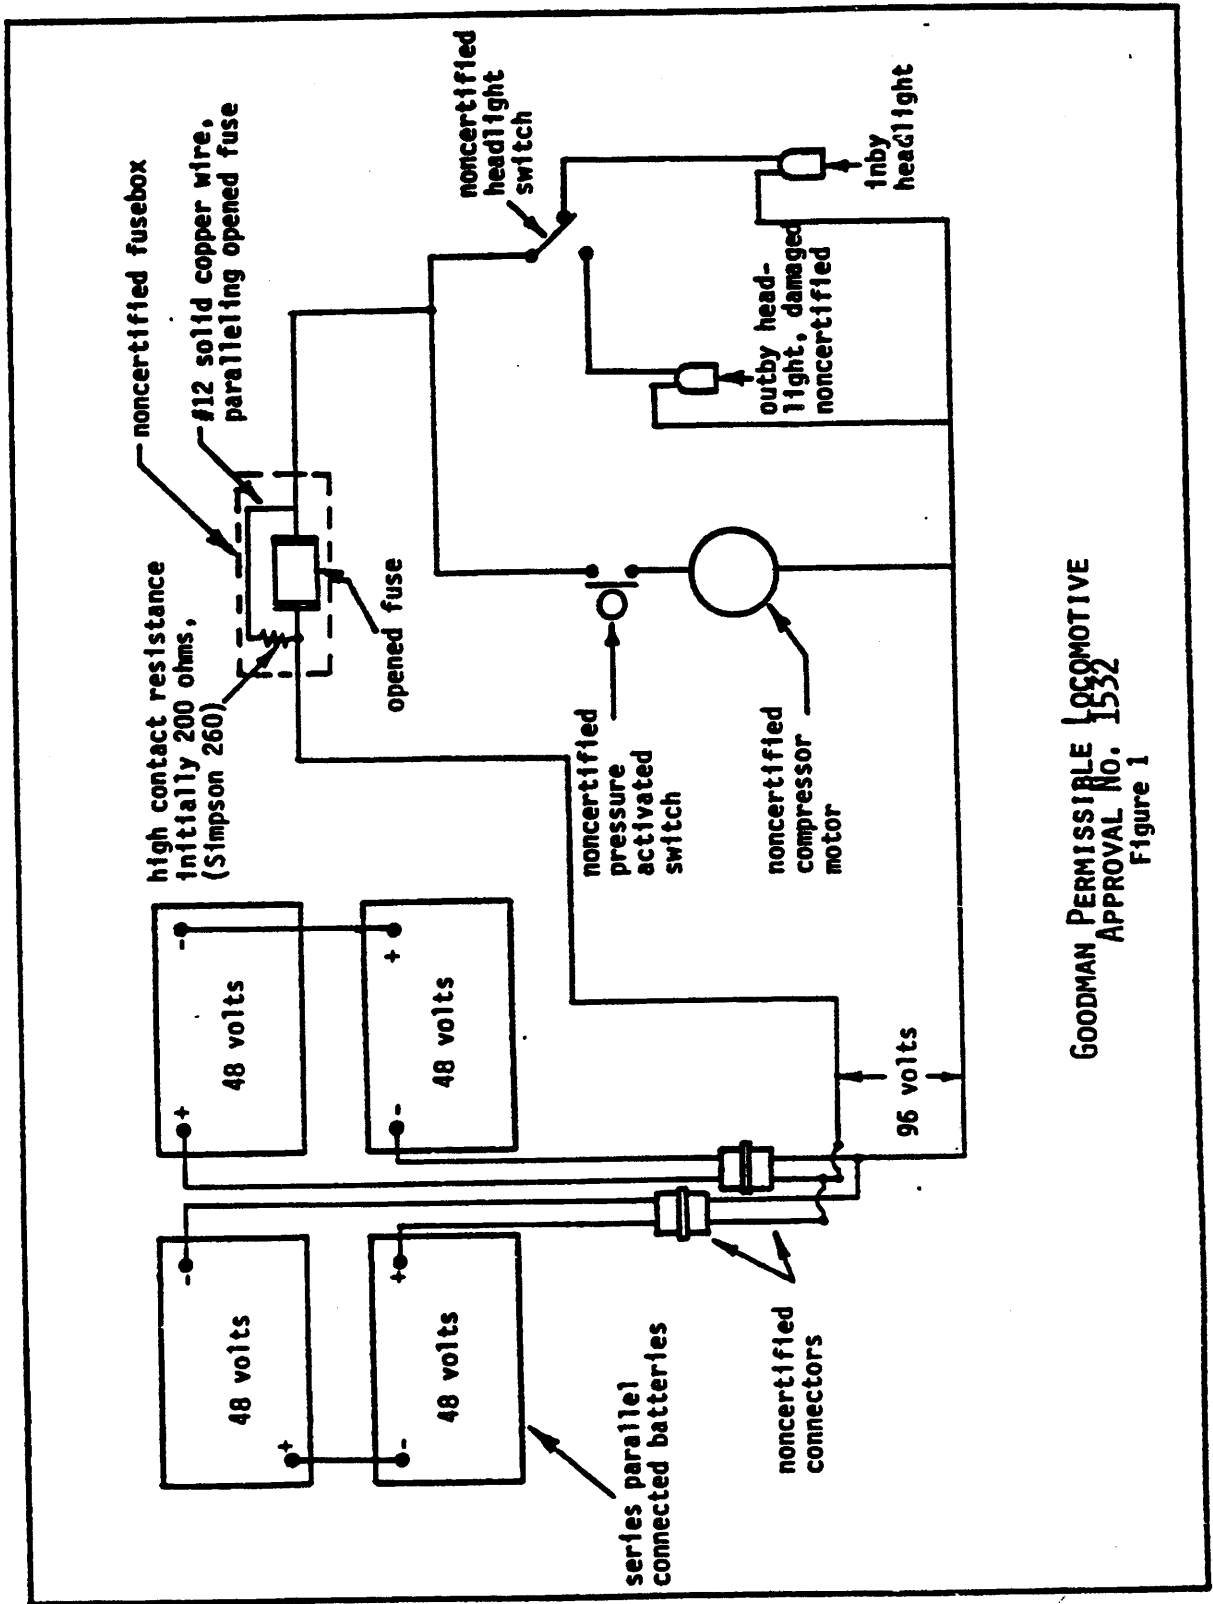 noncertified fusebox
#12 solid copper wire,
paralleling opened fuse
high contact resistance
initially 200 ohms,
(Simpson 260)
opened fuse
noncertified
headlight
switch
inby
headlight
outby head-
light, damaged
noncertified
noncertified
pressure
activated
switch
noncertified
compressor
motor
+
-
48 volts
+
-
48 volts
-
+
48 volts
+
-
48 volts
96 volts
series parallel
connected batteries
noncertified
connectors
GOODMAN PERMISSIBLE LOCOMOTIVE
APPROVAL NO. 1532
Figure 1